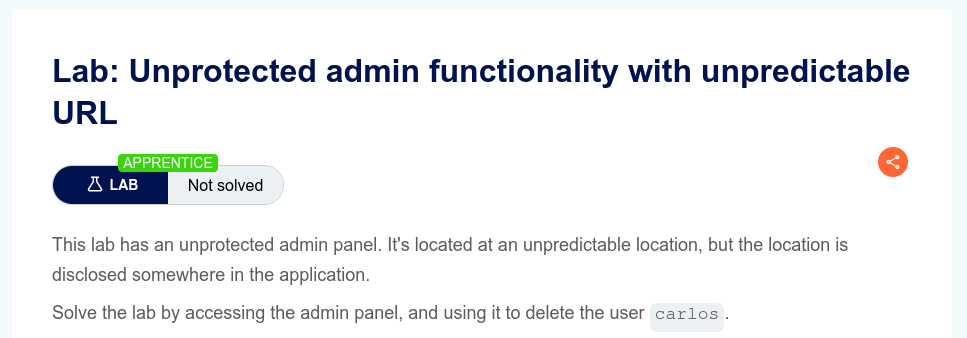 Lab: Unprotected admin functionality with unpredictable
URL
APPRENTICE
LAB Not solved
This lab has an unprotected admin panel. It's located at an unpredictable location, but the location is
disclosed somewhere in the application.
Solve the lab by accessing the admin panel, and using it to delete the user carlos.